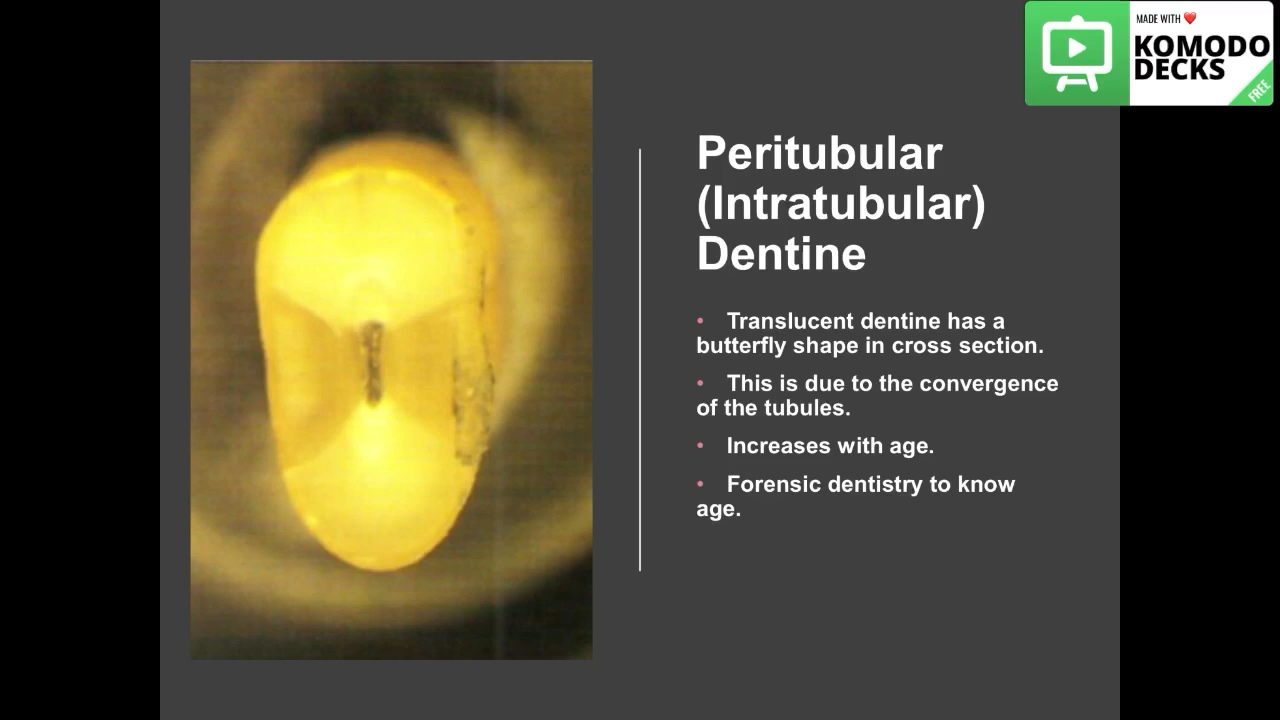 MADE WITH ❤️
KOMODO
DECKS
FREE
Peritubular
(Intratubular)
Dentine
• Translucent dentine has a
butterfly shape in cross section.
• This is due to the convergence
of the tubules.
• Increases with age.
• Forensic dentistry to know
age.